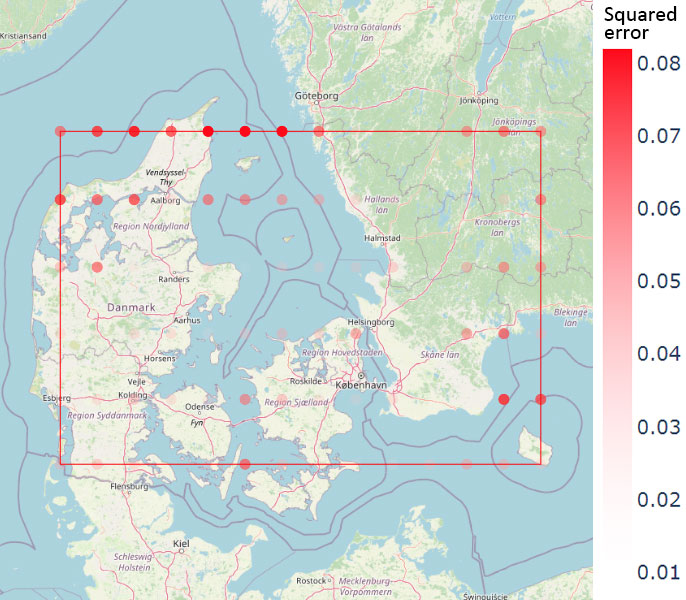 Squared
error
0.08
0.07
0.06
0.05
0.04
0.03
0.02
0.01
Kristiansand
Västra Götalands
län
Vättern
Göteborg
Jönköping
Jönköpings
län
Vendsyssel-
Thy
Aalborg
Region Nordjylland
Hallands
län
Kronobergs
län
Halmstad
Randers
Danmark
Aarhus
Helsingborg
Blekinge
län
Horsens
Region Hovedstaden
Skåne län
Vejle
Roskilde
København
Esbjerg
Kolding
Odense
Region Sjælland
Region Syddanmark
Fyn
Flensburg
Kiel
Schleswig
Holstein
Rostock
Mecklenburg
Vorpommern
Świnoujście